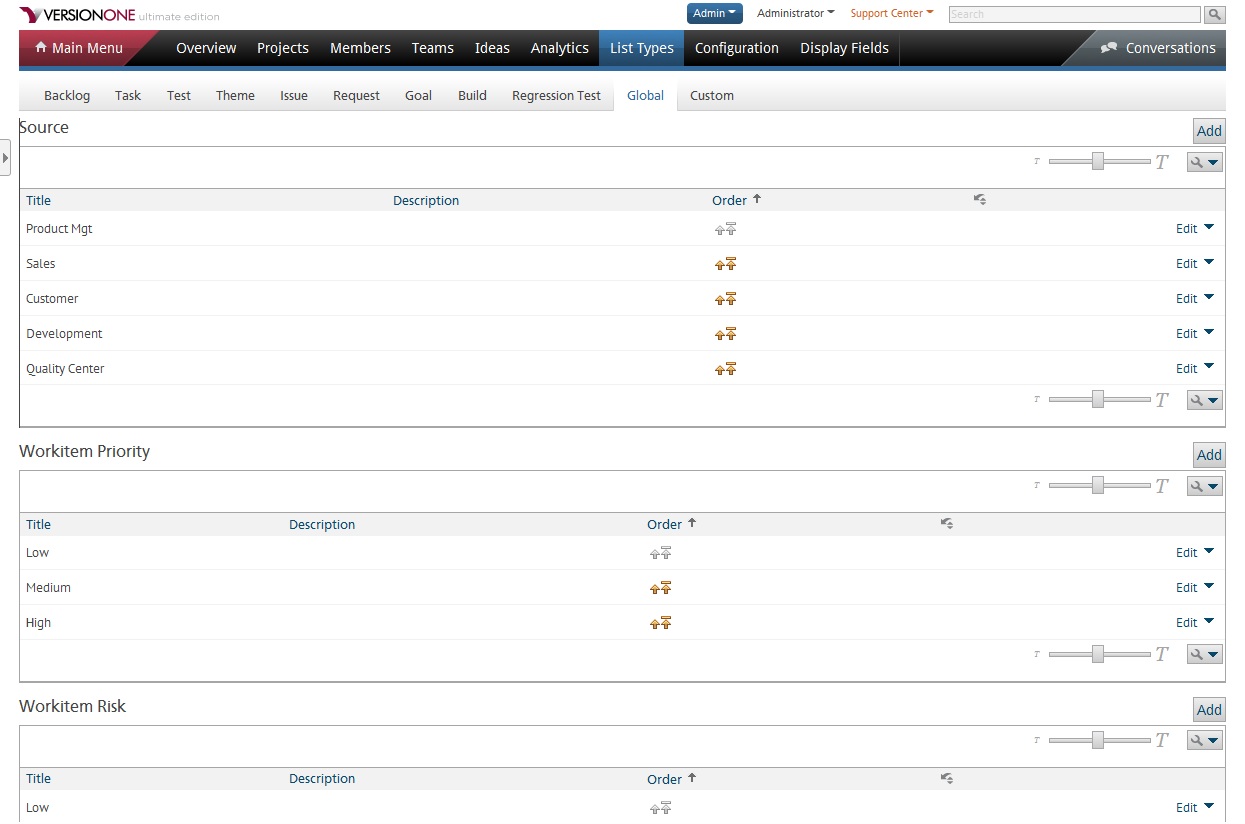 VERSIONONE ultimate edition Admin Administrator Support Center Search
Main Menu Overview Projects Members Teams Ideas Analytics List Types Configuration Display Fields Conversations
Backlog Task Test Theme Issue Request Goal Build Regression Test Global Custom
Source Add
T T
Title Description Order
Product Mgt Edit
Sales Edit
Customer Edit
Development Edit
Quality Center Edit
T T
Workitem Priority Add
T T
Title Description Order
Low Edit
Medium Edit
High Edit
T T
Workitem Risk Add
T T
Title Description Order
Low Edit